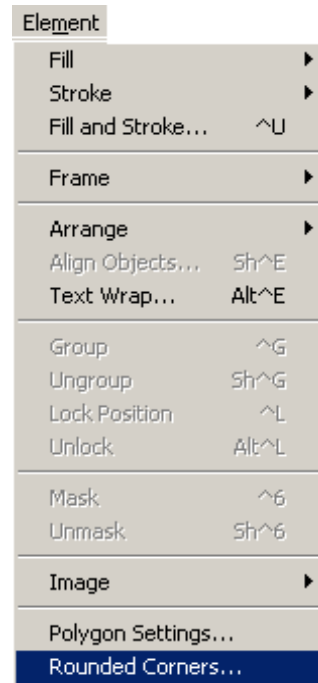 Element
Fill
Stroke
Fill and Stroke... ^U
Frame
Arrange
Align Objects... Sh^E
Text Wrap... Alt^E
Group ^G
Ungroup Sh^G
Lock Position ^L
Unlock Alt^L
Mask ^6
Unmask Sh^6
Image
Polygon Settings...
Rounded Corners...